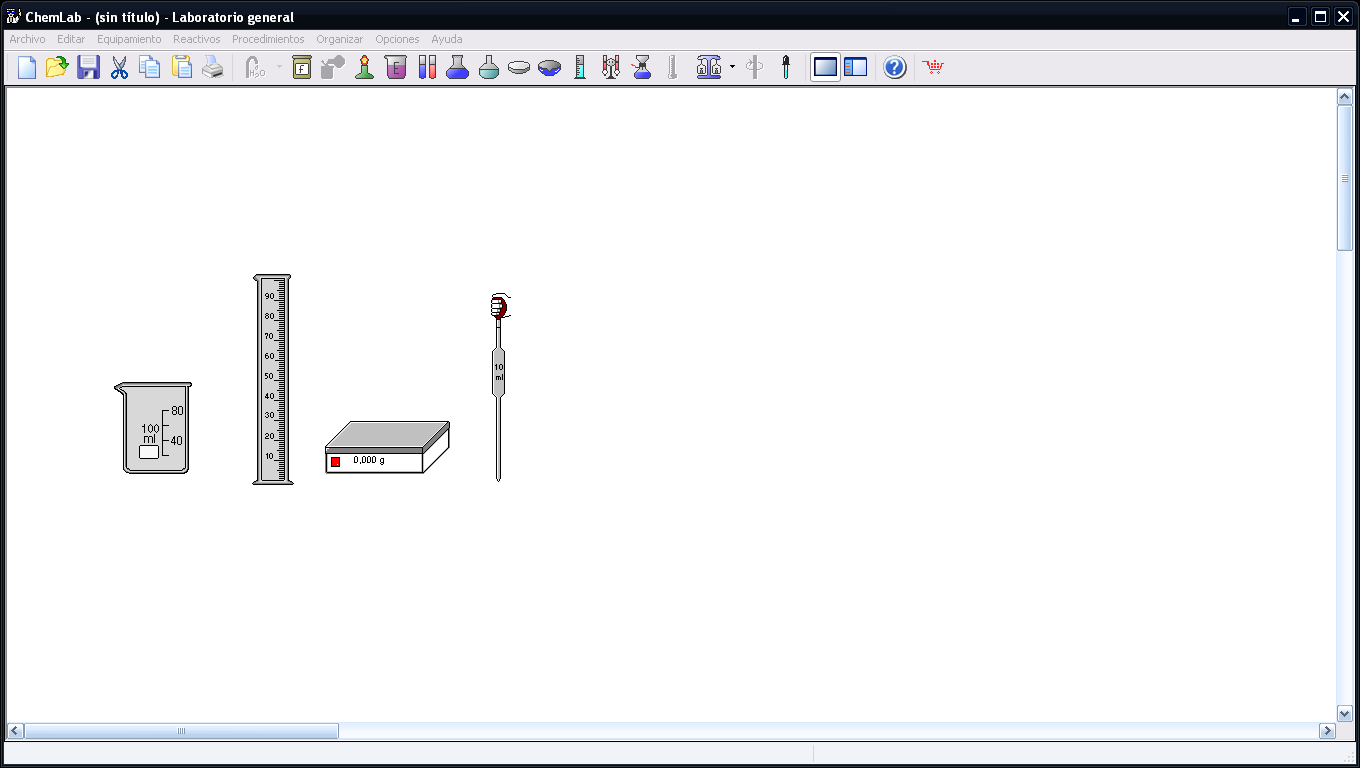 ChemLab - (sin título) - Laboratorio general
Archivo Editar Equipamiento Reactivos Procedimientos Organizar Opciones Ayuda
F E ?
90
80
70
60
50
40
30
20
10
10
ml
80
100
ml
40
0,000 g